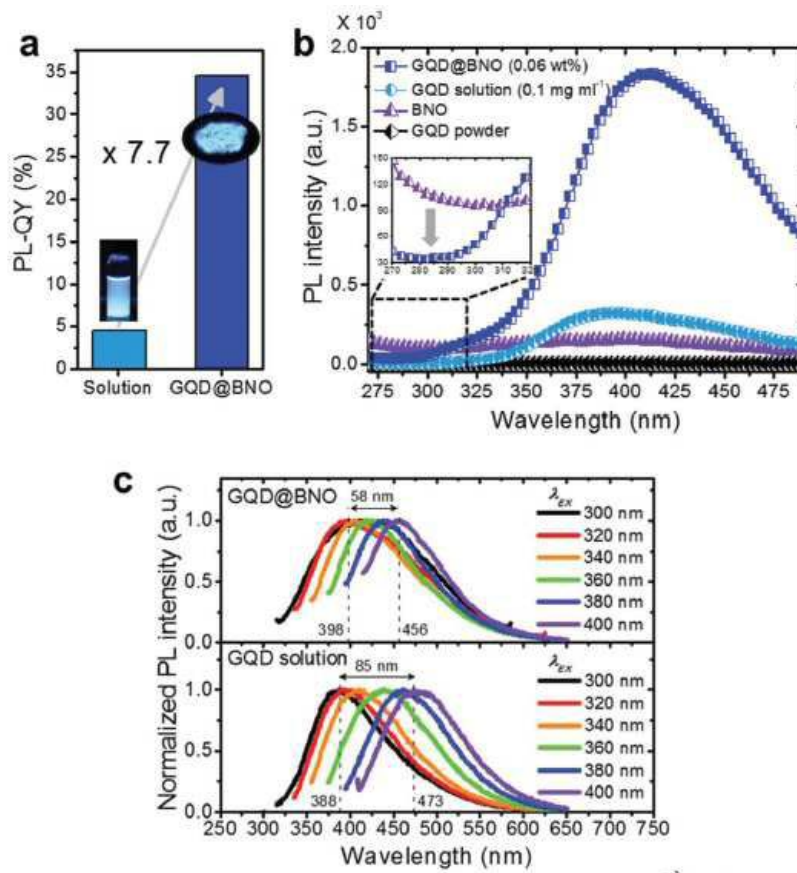 a
PL-QY (%)
35
30
25
20
15
10
5
0
x 7.7
Solution
GQD@BNO
b
X 10³
PL intensity (a.u.)
2.0
1.5
1.0
0.5
0.0
GQD@BNO (0.06 wt%)
GQD solution (0.1 mg ml⁻¹)
BNO
GQD powder
150
120
90
60
30
270 280 290 300 310 320
275 300 325 350 375 400 425 450 475
Wavelength (nm)
c
Normalized PL intensity (a.u.)
GQD@BNO
58 nm
λEX
300 nm
320 nm
340 nm
360 nm
380 nm
400 nm
1.0
0.5
0.0
398
456
GQD solution
85 nm
λEX
300 nm
320 nm
340 nm
360 nm
380 nm
400 nm
1.0
0.5
0.0
388
473
250 300 350 400 450 500 550 600 650 700 750
Wavelength (nm)